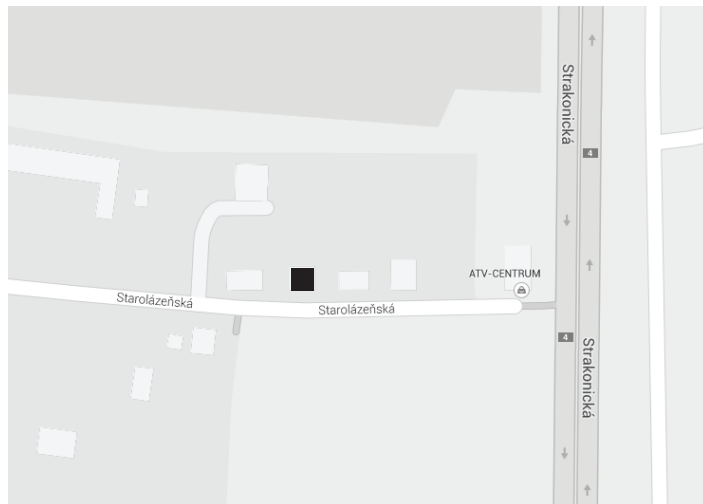 Strakonická
4
ATV-CENTRUM
Starolázeňská
Starolázeňská
4
Strakonická